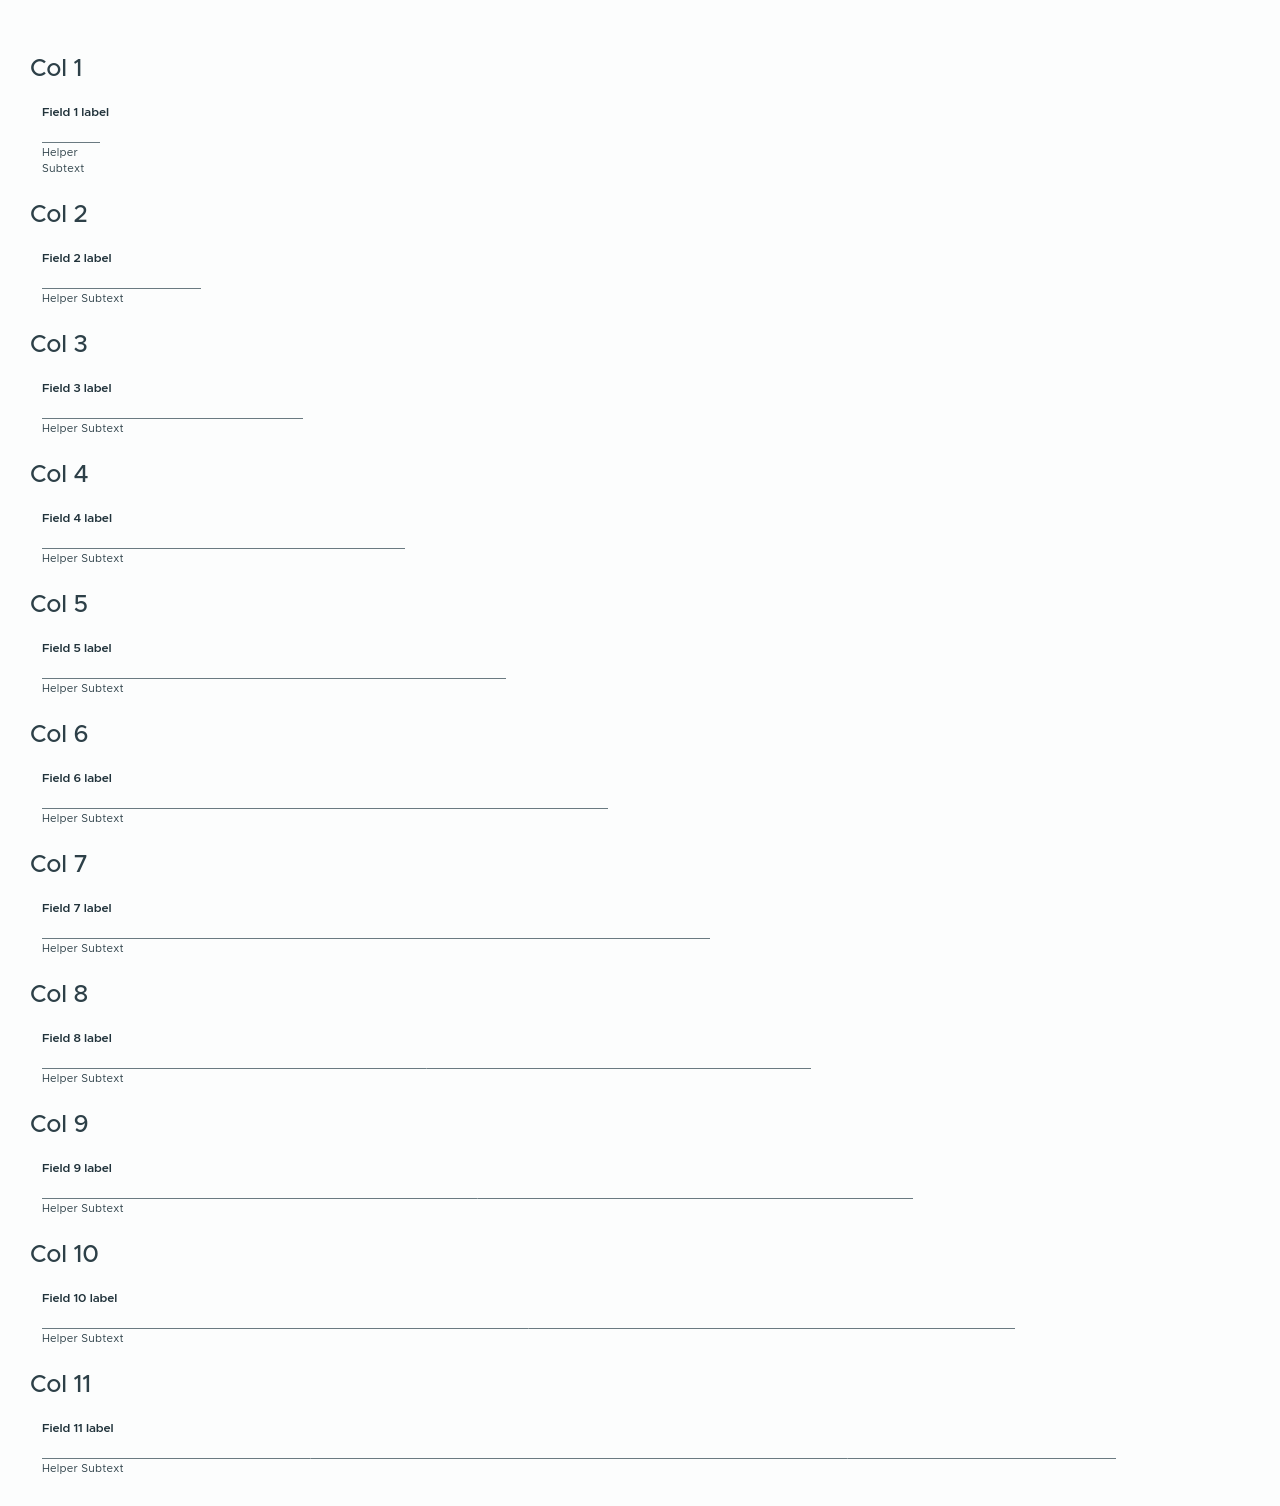 Col 1
Field 1 label
Helper
Subtext
Col 2
Field 2 label
Helper Subtext
Col 3
Field 3 label
Helper Subtext
Col 4
Field 4 label
Helper Subtext
Col 5
Field 5 label
Helper Subtext
Col 6
Field 6 label
Helper Subtext
Col 7
Field 7 label
Helper Subtext
Col 8
Field 8 label
Helper Subtext
Col 9
Field 9 label
Helper Subtext
Col 10
Field 10 label
Helper Subtext
Col 11
Field 11 label
Helper Subtext